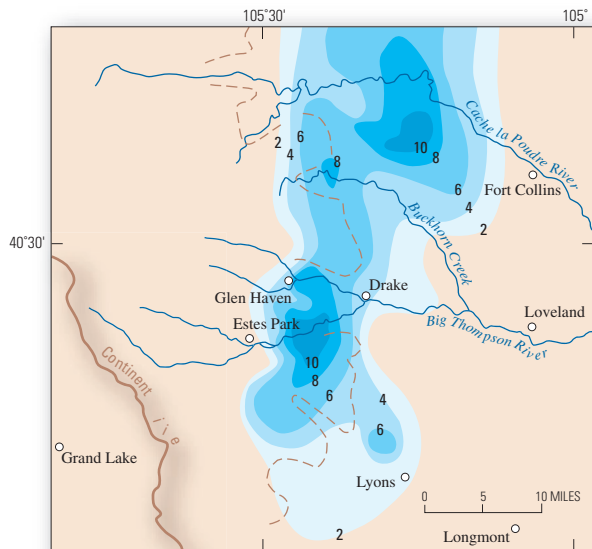 105°30'
105°
Cache la Poudre River
2
4
6
8
10
8
6
4
2
Fort Collins
Buckhorn Creek
40°30'
Glen Haven
Drake
Estes Park
Loveland
Big Thompson River
Continent
i e
10
8
6
4
6
Grand Lake
Lyons
0 5 10 MILES
2
Longmont